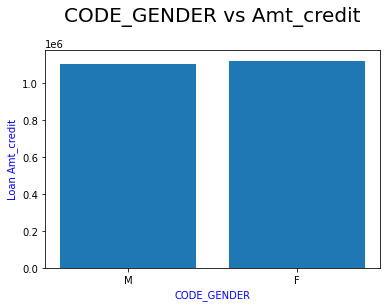 CODE_GENDER vs Amt_credit
1e6
1.0
0.8
0.6
0.4
0.2
0.0
Loan Amt_credit
M F
CODE_GENDER